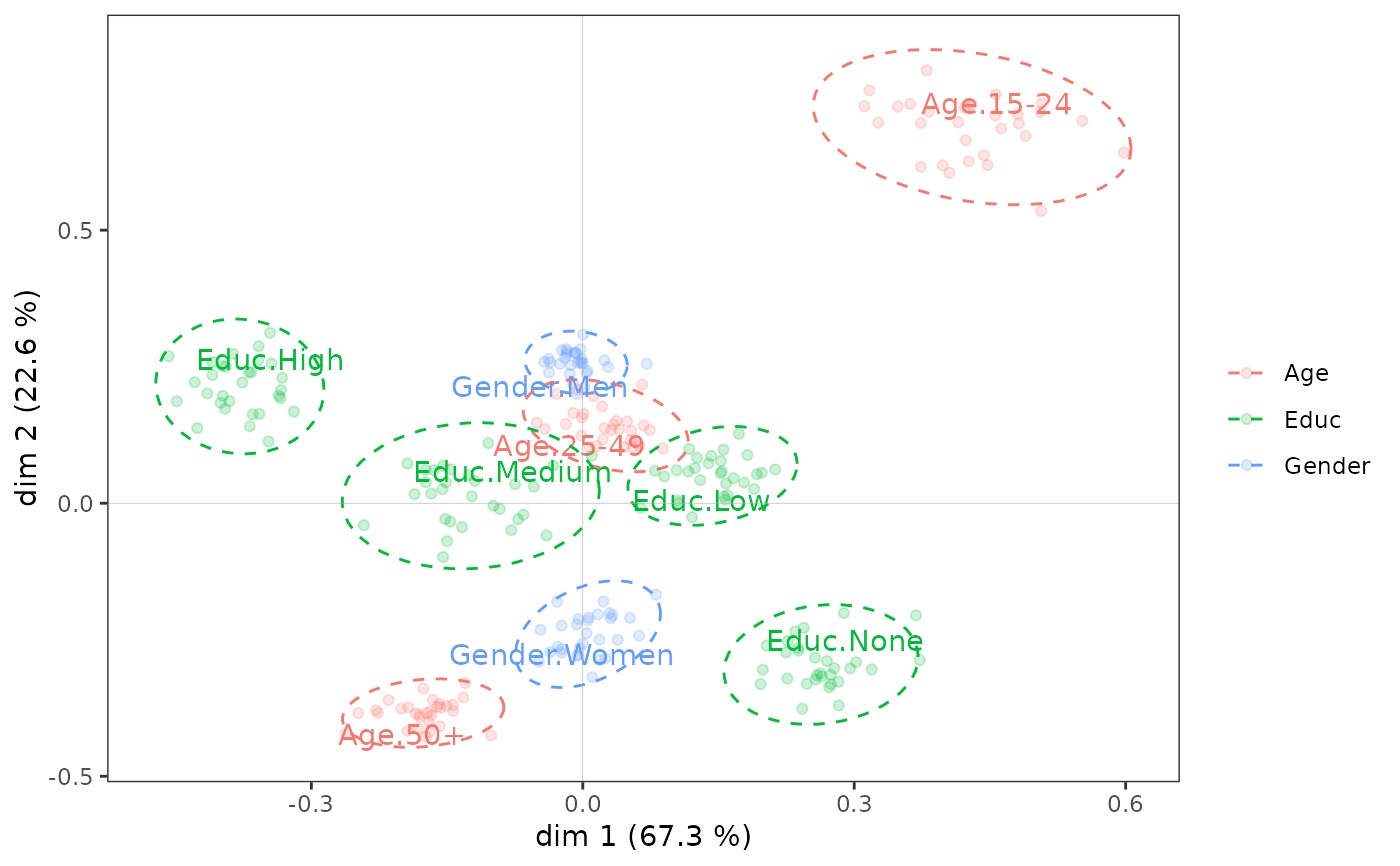 Age.15-24
0.5
Educ.High
Gender.Men
Age.25-49
Educ.Medium
Educ.Low
0.0
Educ.None
Gender.Women
Age.50+
-0.5
-0.3
0.0
0.3
0.6
dim 1 (67.3 %)
dim 2 (22.6 %)
Age
Educ
Gender